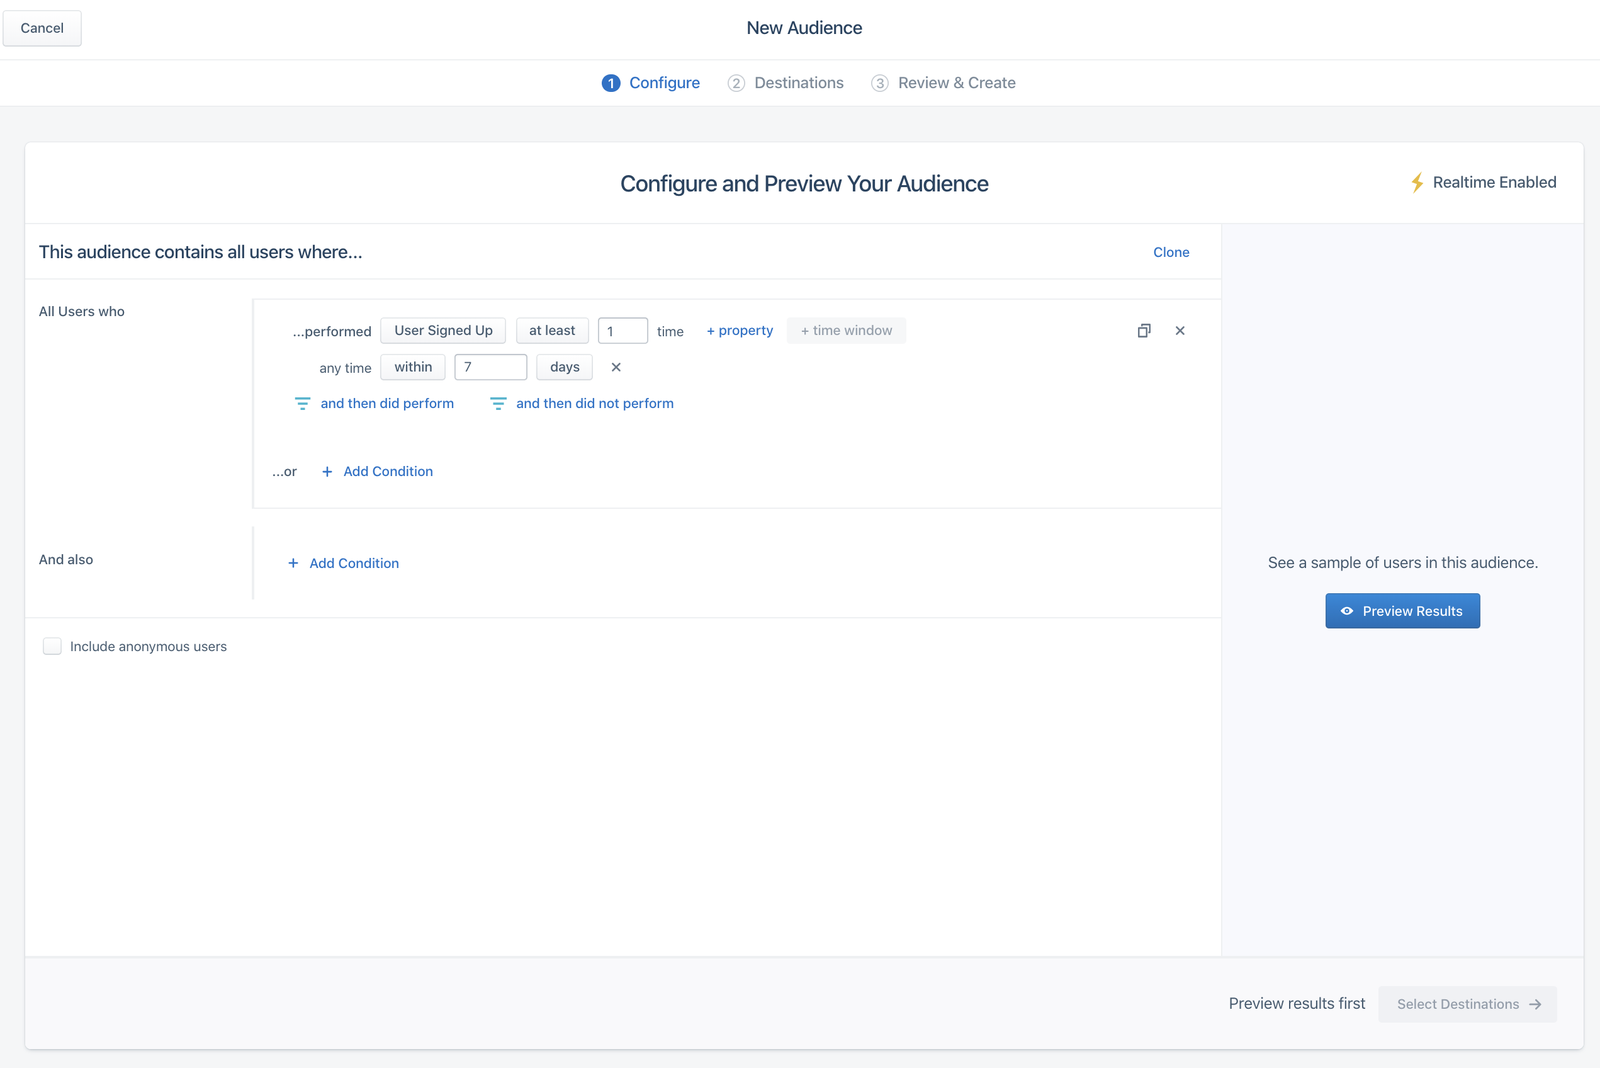 Cancel
New Audience
1 Configure
2 Destinations
3 Review & Create
Configure and Preview Your Audience
Realtime Enabled
This audience contains all users where...
Clone
All Users who
...performed User Signed Up at least 1 time + property + time window
any time within 7 days
and then did perform and then did not perform
...or + Add Condition
And also
+ Add Condition
See a sample of users in this audience.
Preview Results
Include anonymous users
Preview results first Select Destinations →